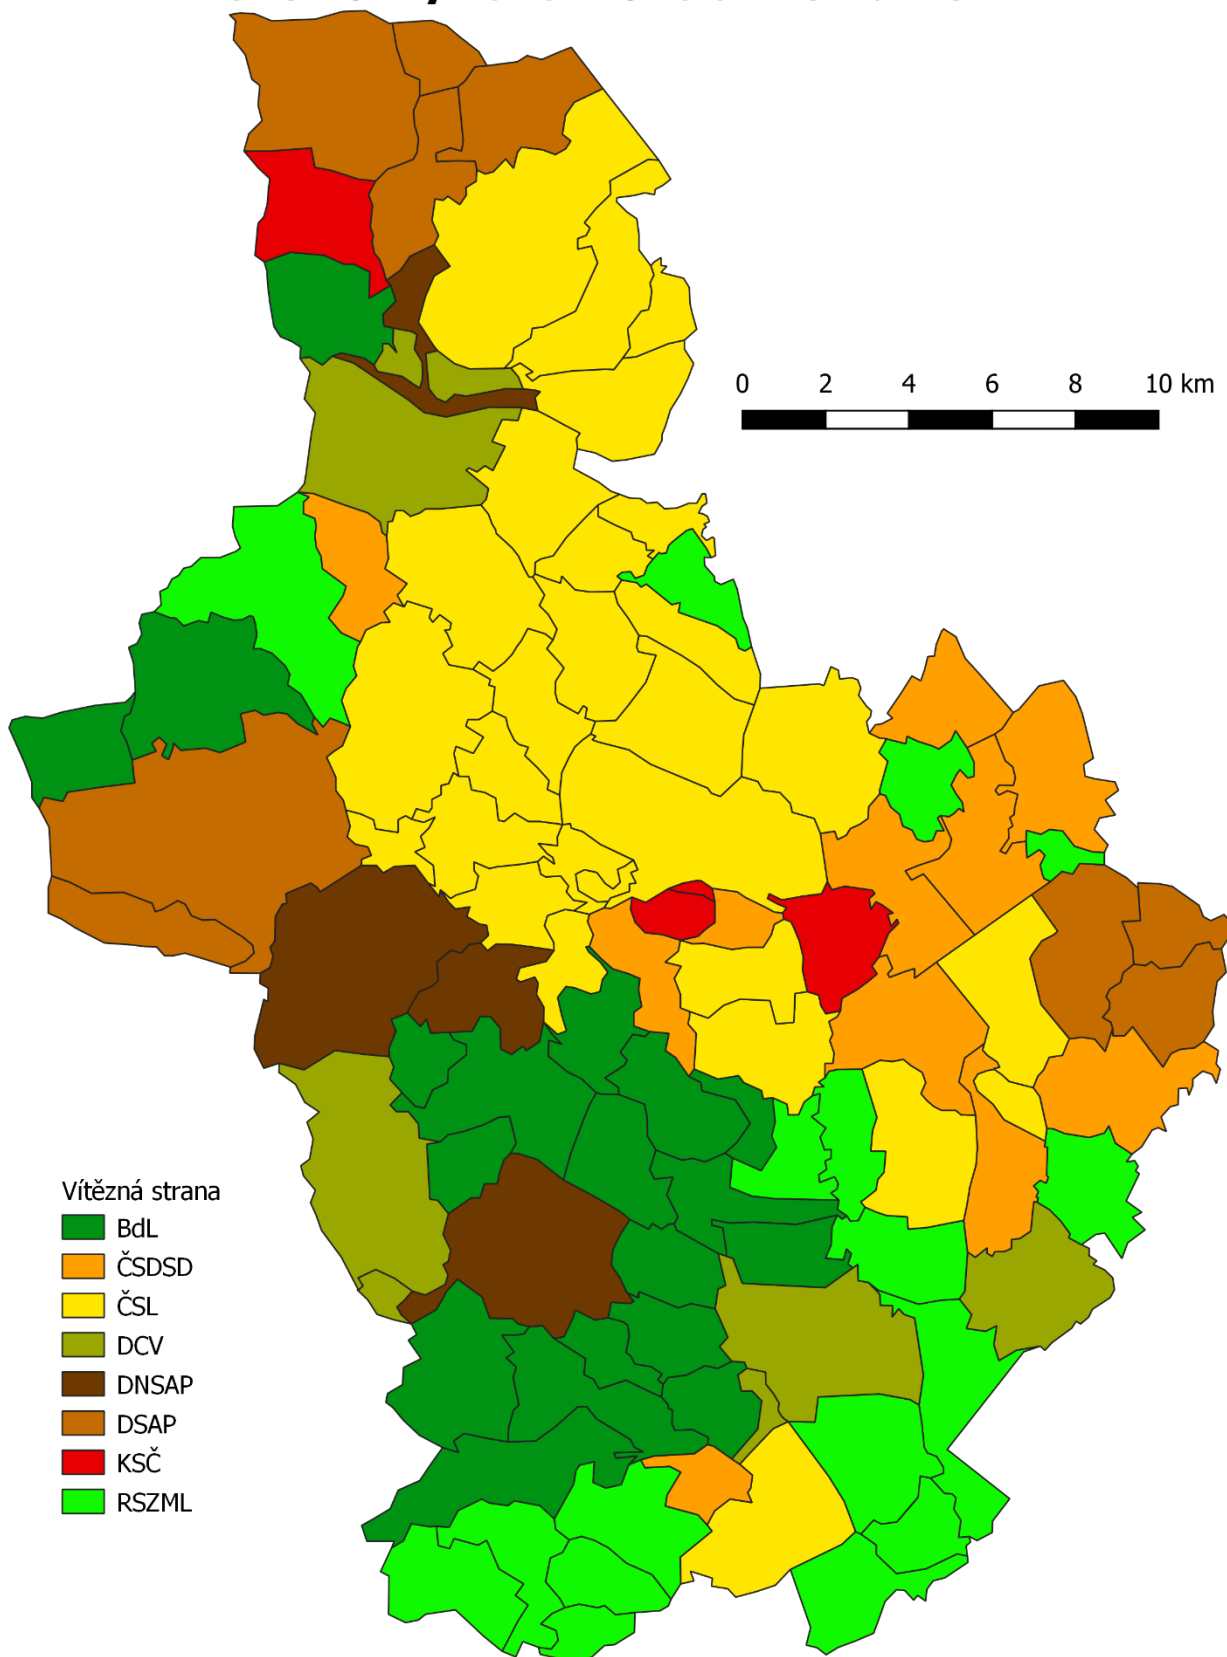 0 2 4 6 8 10 km
Vítězná strana
BdL
ČSDSD
ČSL
DCV
DNSAP
DSAP
KSČ
RSZML